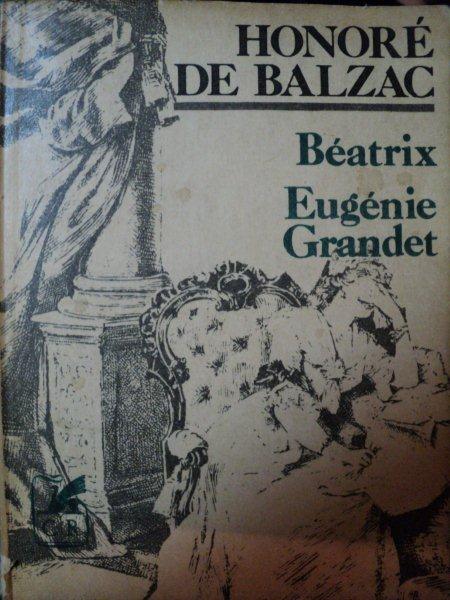 HONORÉ
DE BALZAC
Béatrix
Eugénie
Grandet
C R